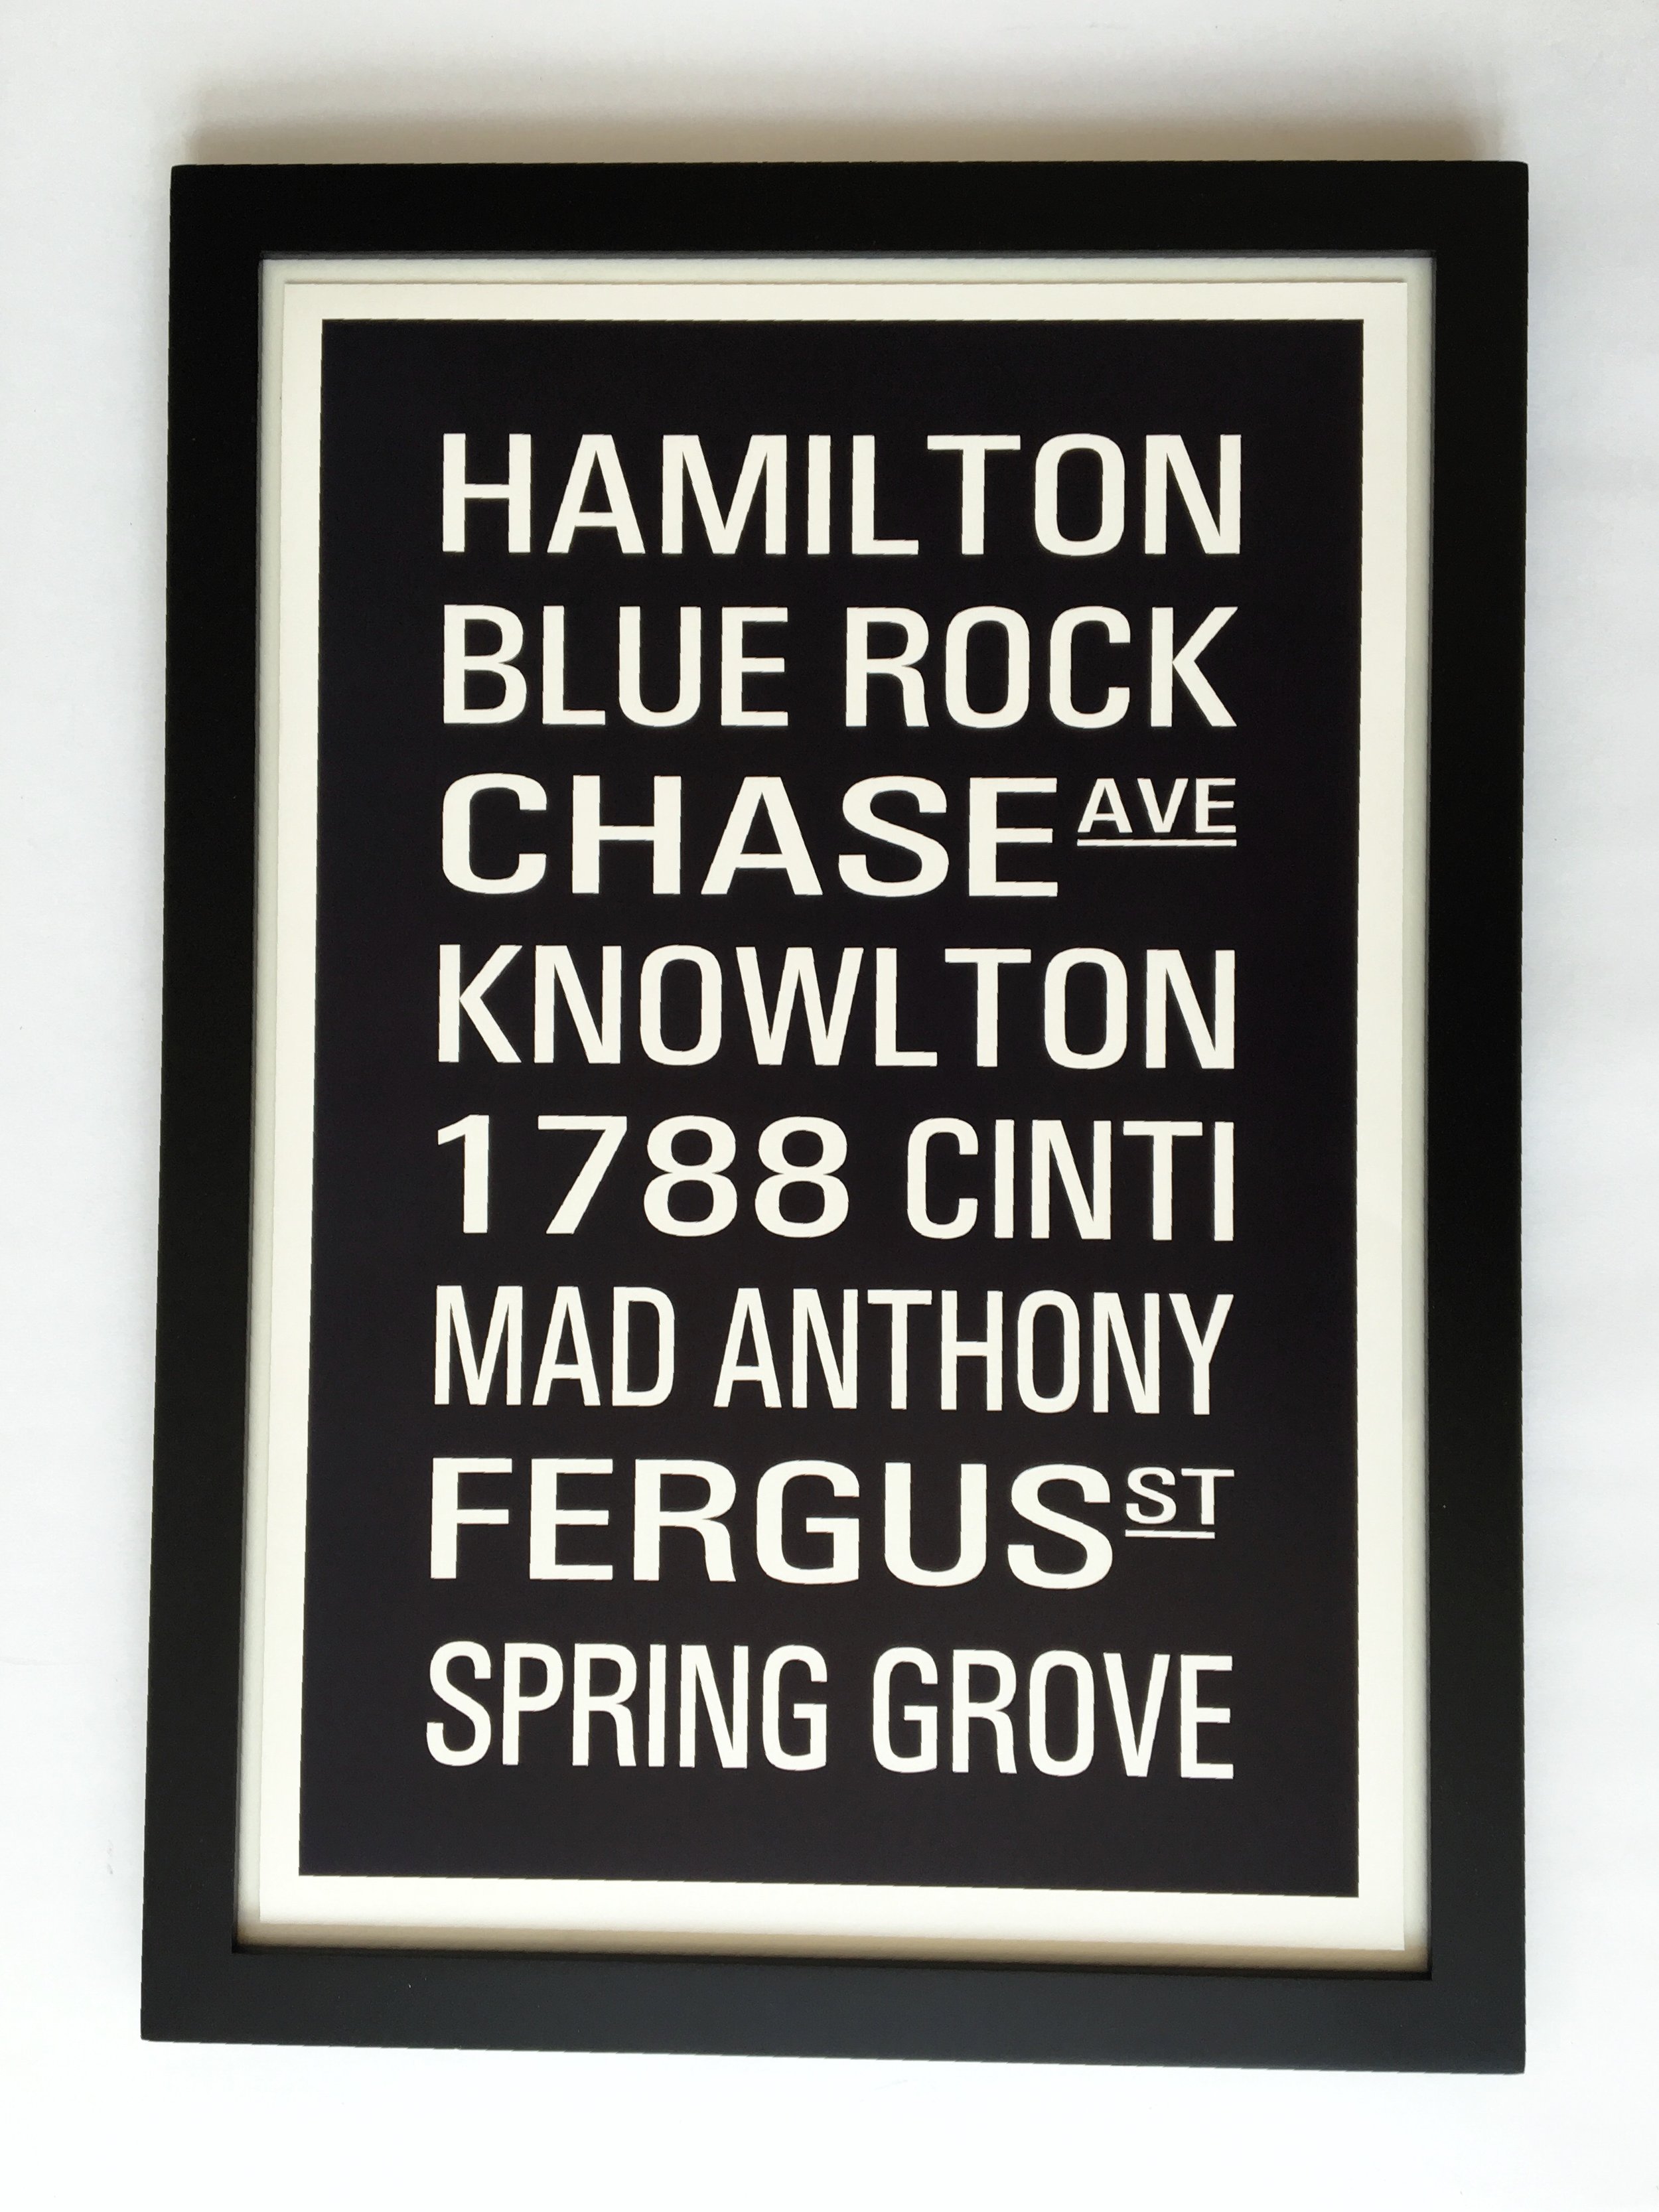 HAMILTON
BLUE ROCK
CHASE AVE
KNOWLTON
1788 CINTI
MAD ANTHONY
FERGUS ST
SPRING GROVE